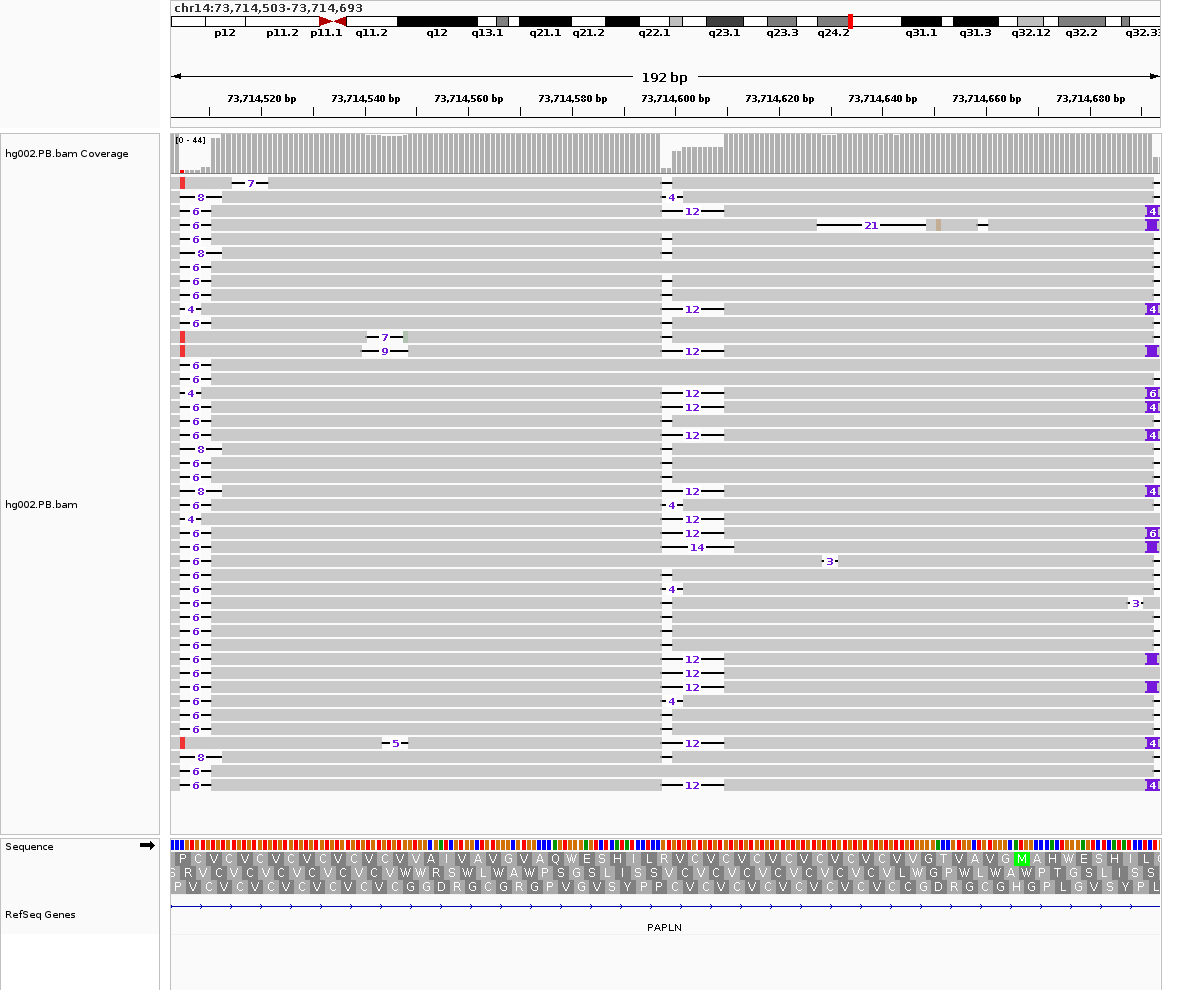 chr14:73,714,503-73,714,693
p12 p11.2 p11.1 q11.2 q12 q13.1 q21.1 q21.2 q22.1 q23.1 q23.3 q24.2 q31.1 q31.3 q32.12 q32.2 q32.33
192 bp
73,714,520 bp 73,714,540 bp 73,714,560 bp 73,714,580 bp 73,714,600 bp 73,714,620 bp 73,714,640 bp 73,714,660 bp 73,714,680 bp
hg002.PB.bam Coverage
[0 - 44]
7
8 4
6 12 4
6 21
6
8
6
6
6
4 12 4
6
7
9 12
6
6
4 12 6
6 12 4
6
6 12 4
8
6
6
8 12 4
hg002.PB.bam
6 4
4 12
6 12 6
6 14
6 3
6
6 4
6 3
6
6
6
6 12
6 12
6 12
6 4
6
6
5 12 4
8
6
6 12 4
Sequence
P C V C V C V C V C V C V C V V A I V A V G V A Q W E S H I L R V C V C V C V C V C V C V C V V G T V A V G M A H W E S H I L
S R V C V C V C V C V C V C V W W R S W L W A W P S G S L I S S V C V C V C V C V C V C V C V L W G P W L W A W P T G S L I S S
P V C V C V C V C V C V C V C G G D R G C G R G P V G V S Y P P C V C V C V C V C V C V C V C C G D R G C G H G P L G V S Y P L
RefSeq Genes
PAPLN